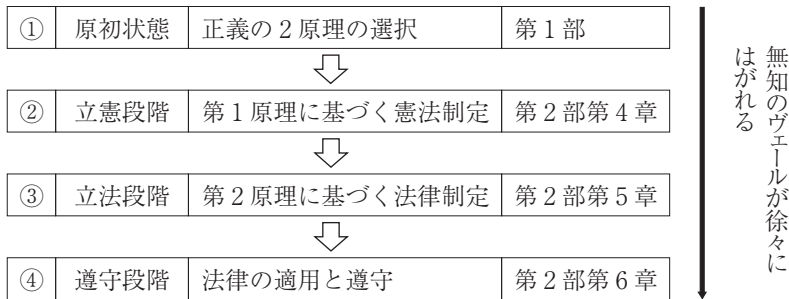 ① 原初状態 正義の2原理の選択 第1部
② 立憲段階 第1原理に基づく憲法制定 第2部第4章
③ 立法段階 第2原理に基づく法律制定 第2部第5章
④ 遵守段階 法律の適用と遵守 第2部第6章
無知のヴェールが徐々に
はがれる